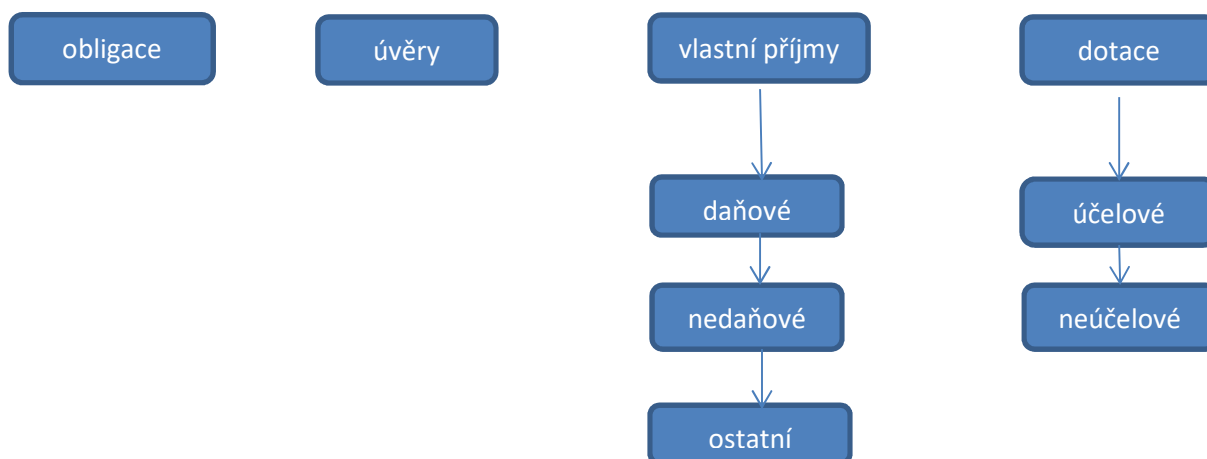 obligace
úvěry
vlastní příjmy
dotace
daňové
účelové
nedaňové
neúčelové
ostatní